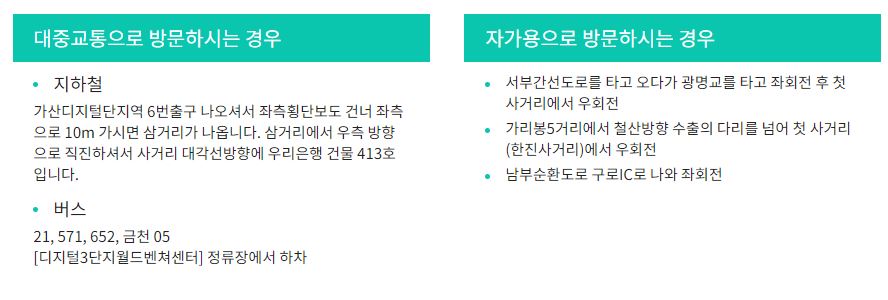 대중교통으로 방문하시는 경우
• 지하철
가산디지털단지역 6번출구 나오셔서 좌측횡단보도 건너 좌측
으로 10m 가시면 삼거리가 나옵니다. 삼거리에서 우측 방향
으로 직진하셔서 사거리 대각선방향에 우리은행 건물 413호
입니다.
• 버스
21, 571, 652, 금천 05
[디지털3단지월드벤쳐센터] 정류장에서 하차
자가용으로 방문하시는 경우
• 서부간선도로를 타고 오다가 광명교를 타고 좌회전 후 첫
사거리에서 우회전
• 가리봉5거리에서 철산방향 수출의 다리를 넘어 첫 사거리
(한진사거리)에서 우회전
• 남부순환도로 구로IC로 나와 좌회전